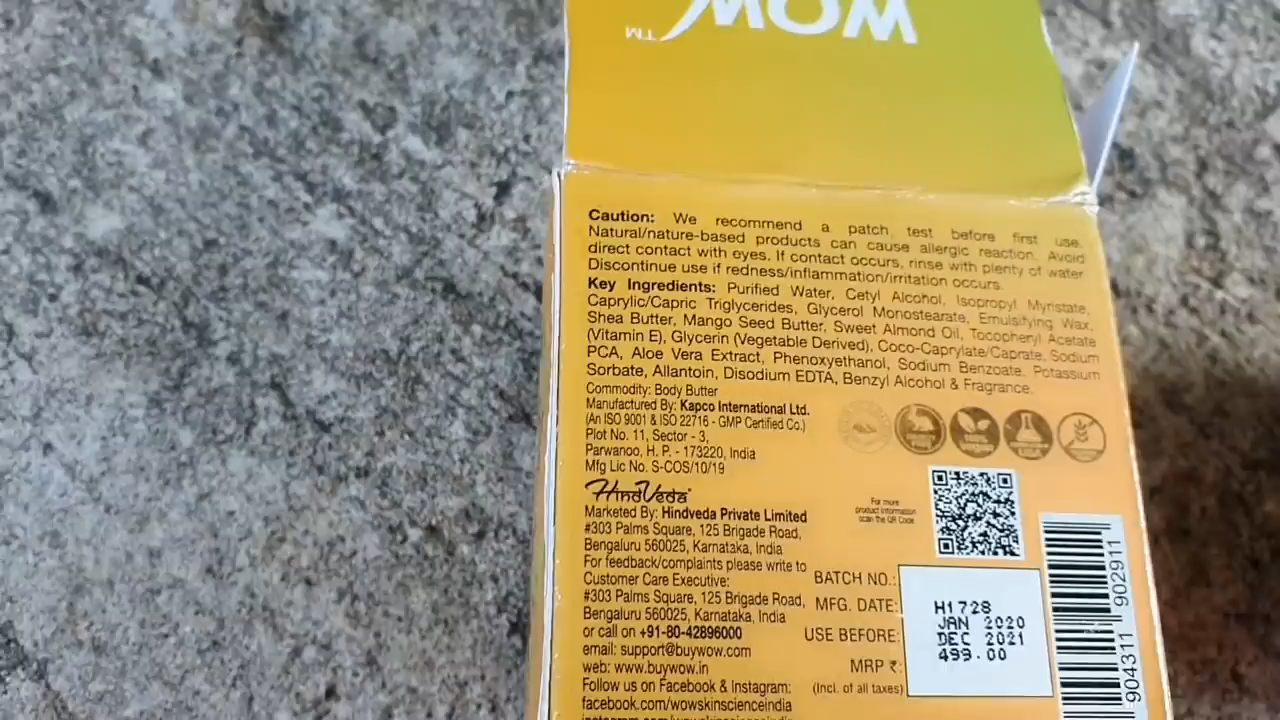 WOW
TM
Caution: We recommend a patch test before first use.
Natural/nature-based products can cause allergic reaction. Avoid
direct contact with eyes. If contact occurs, rinse with plenty of water
Discontinue use if redness/inflammation/irritation occurs.
Key Ingredients: Purified Water, Cetyl Alcohol, Isopropyl Myristate,
Caprylic/Capric Triglycerides, Glycerol Monostearate, Emulsifying Wax,
Shea Butter, Mango Seed Butter, Sweet Almond Oil, Tocopheryl Acetate
(Vitamin E), Glycerin (Vegetable Derived), Coco-Caprylate/Caprate, Sodium
PCA, Aloe Vera Extract, Phenoxyethanol, Sodium Benzoate, Potassium
Sorbate, Allantoin, Disodium EDTA, Benzyl Alcohol & Fragrance.
Commodity: Body Butter
Manufactured By: Kapco International Ltd.
(An ISO 9001 & ISO 22716 - GMP Certified Co.)
Plot No. 11, Sector - 3,
Parwanoo, H. P. - 173220, India
Mfg Lic No. S-COS/10/19
HindVeda
Marketed By: Hindveda Private Limited
#303 Palms Square, 125 Brigade Road,
Bengaluru 560025, Karnataka, India
For feedback/complaints please write to
Customer Care Executive:
#303 Palms Square, 125 Brigade Road,
Bengaluru 560025, Karnataka, India
or call on +91-80-42896000
email: support@buywow.com
web: www.buywow.in
Follow us on Facebook & Instagram:
facebook.com/wowskinscienceindia
instagram.com/wowskinscienceindia
For more
product information
scan the QR Code
BATCH NO.: H1728
MFG. DATE: JAN 2020
USE BEFORE: DEC 2021
MRP ₹: 499.00
(Incl. of all taxes)
904311 902911